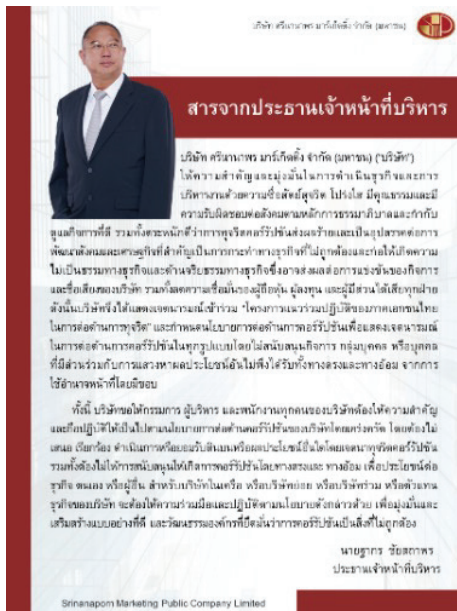 บริษัท ศรีนานาพร มาร์เก็ตติ้ง จำกัด (มหาชน)
สารจากประธานเจ้าหน้าที่บริหาร
บริษัท ศรีนานาพร มาร์เก็ตติ้ง จำกัด (มหาชน) ("บริษัท")
ให้ความสำคัญและมุ่งมั่นในการดำเนินธุรกิจและการ
บริหารงานด้วยความซื่อสัตย์สุจริต โปร่งใส มีคุณธรรมและมี
ความรับผิดชอบต่อสังคมตามหลักการธรรมาภิบาลและกำกับ
ดูแลกิจการที่ดี รวมทั้งตระหนักดีว่าการทุจริตคอร์รัปชันส่งผลร้ายและเป็นอุปสรรคต่อการ
พัฒนาสังคมและเศรษฐกิจที่สำคัญเป็นการกระทำทางธุรกิจที่ไม่ถูกต้องและก่อให้เกิดความ
ไม่เป็นธรรมทางธุรกิจและด้านจริยธรรมทางธุรกิจซึ่งอาจส่งผลต่อการแข่งขันของกิจการ
และชื่อเสียงของบริษัท รวมทั้งลดความเชื่อมั่นของผู้ถือหุ้น ผู้ลงทุน และผู้มีส่วนได้เสียทุกฝ่าย
ดังนั้นบริษัทจึงได้แสดงเจตนารมณ์เข้าร่วม "โครงการแนวร่วมปฏิบัติของภาคเอกชนไทย
ในการต่อต้านการทุจริต" และกำหนดนโยบายการต่อต้านการคอร์รัปชันเพื่อแสดงเจตนารมณ์
ในการต่อต้านการคอร์รัปชันในทุกรูปแบบโดยไม่สนับสนุนกิจการ กลุ่มบุคคล หรือบุคคล
ที่มีส่วนร่วมกับการแสวงหาผลประโยชน์อันไม่พึงได้รับทั้งทางตรงและทางอ้อม จากการ
ใช้อำนาจหน้าที่โดยมิชอบ
ทั้งนี้ บริษัทขอให้กรรมการ ผู้บริหาร และพนักงานทุกคนของบริษัทต้องให้ความสำคัญ
และถือปฏิบัติให้เป็นไปตามนโยบายการต่อต้านคอร์รัปชันของบริษัทโดยเคร่งครัด โดยต้องไม่
เสนอ เรียกร้อง ดำเนินการหรือยอมรับสินบนหรือผลประโยชน์อื่นใดโดยเจตนาทุจริตคอร์รัปชัน
รวมทั้งต้องไม่ให้การสนับสนุนให้เกิดการคอร์รัปชันโดยทางตรงและ ทางอ้อม เพื่อประโยชน์ต่อ
ธุรกิจ ตนเอง หรือผู้อื่น สำหรับบริษัทในเครือ หรือบริษัทย่อย หรือบริษัทร่วม หรือตัวแทน
ธุรกิจของบริษัท จะต้องให้ความร่วมมือและปฏิบัติตามนโยบายดังกล่าวด้วย เพื่อมุ่งมั่นและ
เสริมสร้างแบบอย่างที่ดี และวัฒนธรรมองค์กรที่ยึดมั่นว่าการคอร์รัปชันเป็นสิ่งที่ไม่ถูกต้อง
นายฐากร ชัยสถาพร
ประธานเจ้าหน้าที่บริหาร
Srinanaporn Marketing Public Company Limited